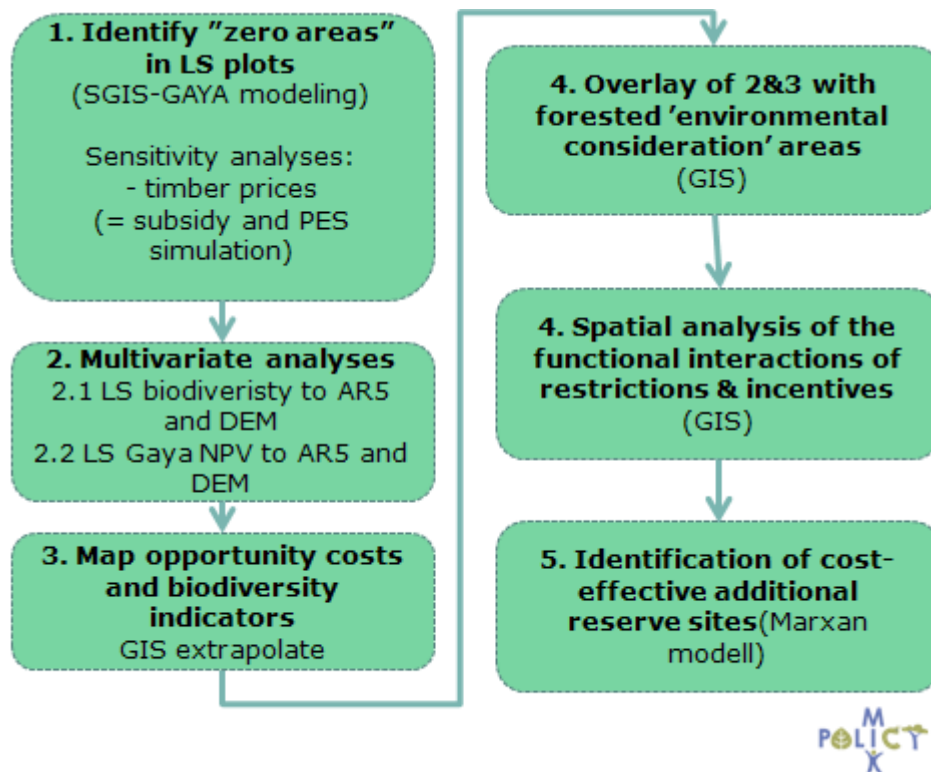 1. Identify ”zero areas”
in LS plots
(SGIS-GAYA modeling)
Sensitivity analyses:
- timber prices
(= subsidy and PES
simulation)
2. Multivariate analyses
2.1 LS biodiveristy to AR5
and DEM
2.2 LS Gaya NPV to AR5 and
DEM
3. Map opportunity costs
and biodiversity
indicators
GIS extrapolate
4. Overlay of 2&3 with
forested ’environmental
consideration’ areas
(GIS)
4. Spatial analysis of the
functional interactions of
restrictions & incentives
(GIS)
5. Identification of cost-
effective additional
reserve sites(Marxan
modell)
POLICY
MIX